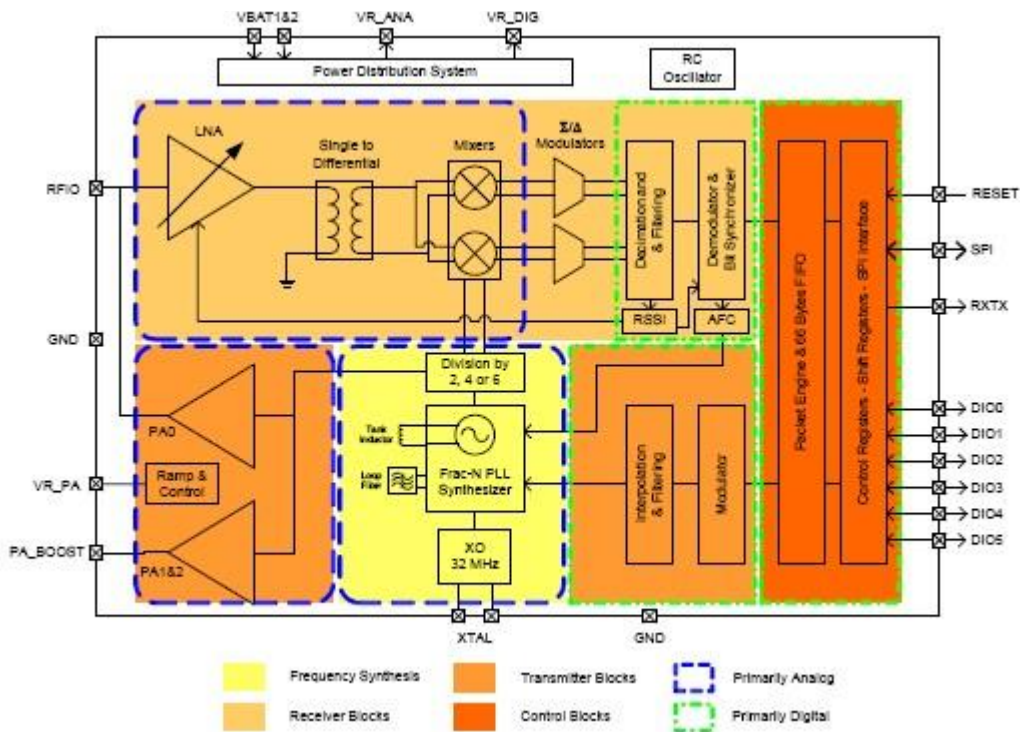 VBAT1&2
VR_ANA
VR_DIG
Power Distribution System
RC
Oscillator
LNA
Single to
Differential
Mixers
Σ/Δ
Modulators
Decimation and
& Filtering
Demodulator &
Bit Synchronizer
RSSI
AFC
Packet Engine & 66 Bytes FIFO
Control Registers - Shift Registers - SPI Interface
RFIO
GND
RESET
SPI
RXTX
DIO0
DIO1
DIO2
DIO3
DIO4
DIO5
Division by
2, 4 or 6
Tank
Inductor
Loop
Filter
Frac-N PLL
Synthesizer
XO
32 MHz
Interpolation
& Filtering
Modulator
PA0
Ramp &
Control
PA1&2
VR_PA
PA_BOOST
XTAL
GND
Frequency Synthesis
Transmitter Blocks
Primarily Analog
Receiver Blocks
Control Blocks
Primarily Digital